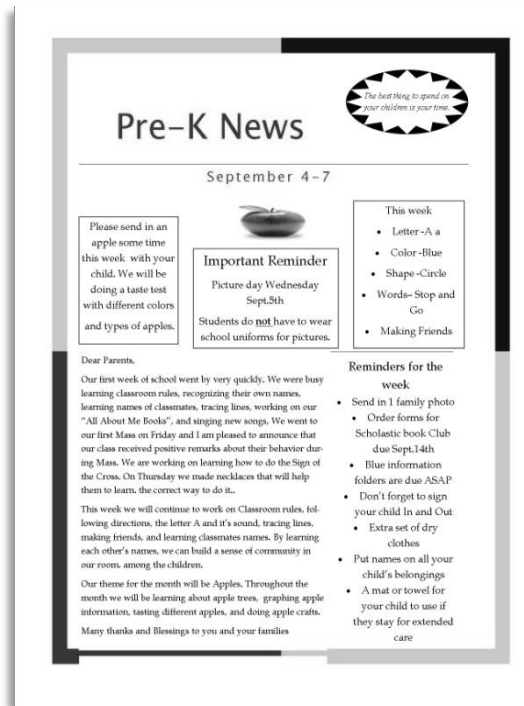 The best thing to spend on
your children is your time.
Pre-K News
September 4-7
Please send in an
apple some time
this week with your
child. We will be
doing a taste test
with different colors
and types of apples.
Important Reminder
Picture day Wednesday
Sept.5th
Students do not have to wear
school uniforms for pictures.
This week
• Letter -A a
• Color -Blue
• Shape -Circle
• Words– Stop and
Go
• Making Friends
Dear Parents,
Our first week of school went by very quickly. We were busy
learning classroom rules, recognizing their own names,
learning names of classmates, tracing lines, working on our
"All About Me Books", and singing new songs, We went to
our first Mass on Friday and I am pleased to announce that
our class received positive remarks about their behavior dur-
ing Mass. We are working on learning how to do the Sign of
the Cross. On Thursday we made necklaces that will help
them to learn. the correct way to do it..
This week we will continue to work on Classroom rules, fol-
lowing directions, the letter A and it's sound, tracing lines,
making friends, and learning classmates names. By learning
each other's names, we can build a sense of community in
our room. among the children.
Our theme for the month will be Apples. Throughout the
month we will be learning about apple trees, graphing apple
information, tasting different apples, and doing apple crafts.
Many thanks and Blessings to you and your families
Reminders for the
week
• Send in 1 family photo
• Order forms for
Scholastic book Club
due Sept.14th
• Blue information
folders are due ASAP
• Don't forget to sign
your child In and Out
• Extra set of dry
clothes
• Put names on all your
child's belongings
• A mat or towel for
your child to use if
they stay for extended
care